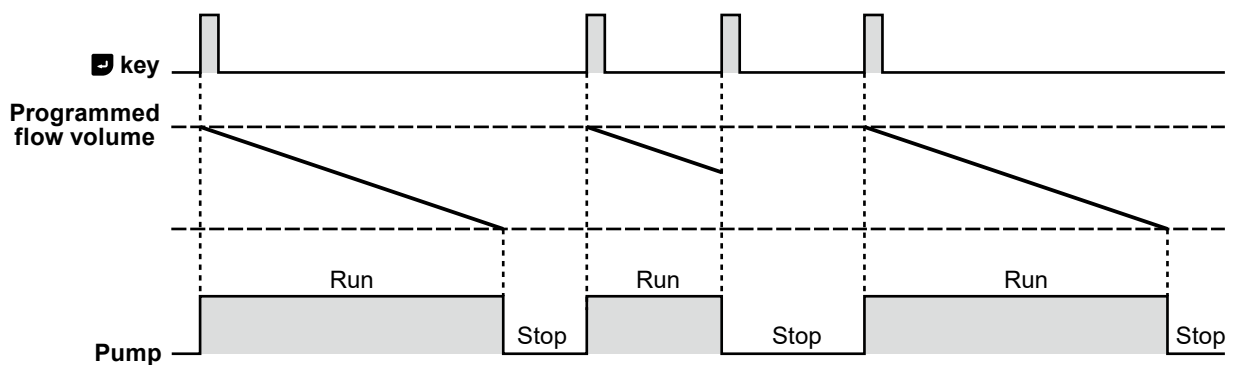 ↵ key
Programmed
flow volume
Run Run Run
Stop Stop Stop
Pump